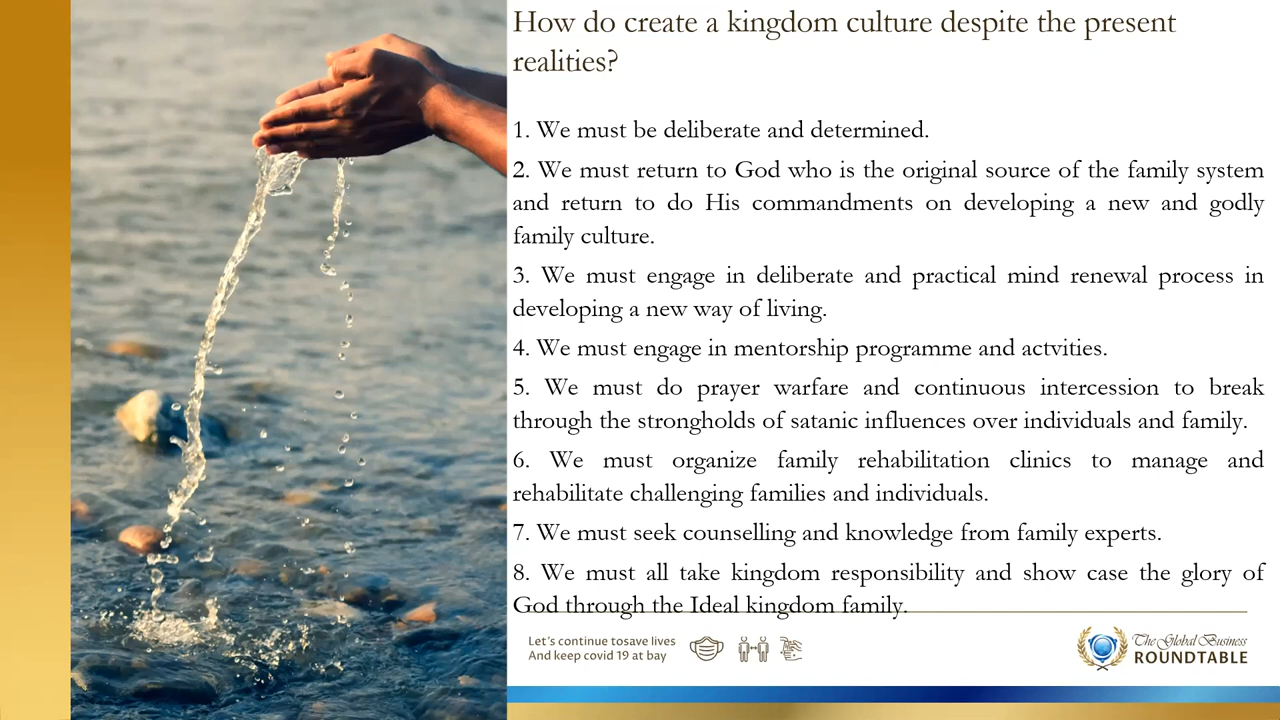 How do create a kingdom culture despite the present
realities?
1. We must be deliberate and determined.
2. We must return to God who is the original source of the family system
and return to do His commandments on developing a new and godly
family culture.
3. We must engage in deliberate and practical mind renewal process in
developing a new way of living.
4. We must engage in mentorship programme and actvities.
5. We must do prayer warfare and continuous intercession to break
through the strongholds of satanic influences over individuals and family.
6. We must organize family rehabilitation clinics to manage and
rehabilitate challenging families and individuals.
7. We must seek counselling and knowledge from family experts.
8. We must all take kingdom responsibility and show case the glory of
God through the Ideal kingdom family.
Let's continue tosave lives
And keep covid 19 at bay
The Global Business
ROUNDTABLE